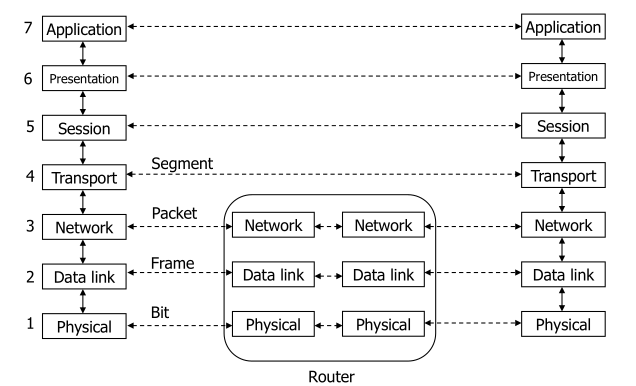 7 Application Application
6 Presentation Presentation
5 Session Session
Segment
4 Transport Transport
Packet
3 Network Network Network Network
Frame
2 Data link Data link Data link Data link
Bit
1 Physical Physical Physical Physical
Router